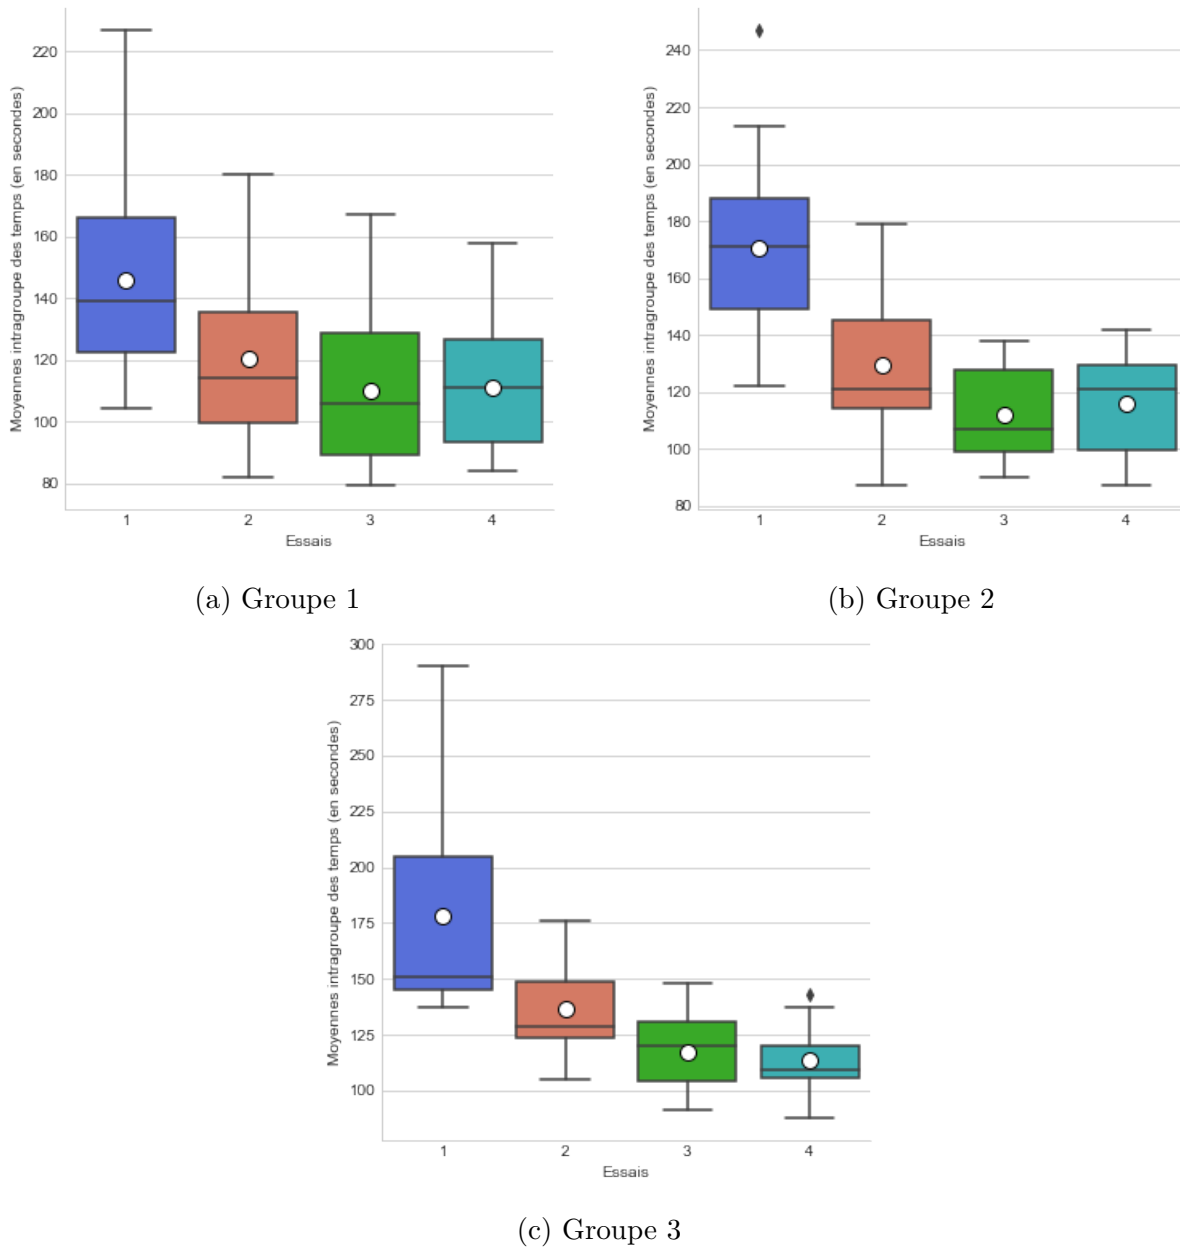 Moyennes intragroupe des temps (en secondes)
220
200
180
160
140
120
100
80
1 2 3 4
Essais
(a) Groupe 1
Moyennes intragroupe des temps (en secondes)
240
220
200
180
160
140
120
100
80
1 2 3 4
Essais
(b) Groupe 2
Moyennes intragroupe des temps (en secondes)
300
275
250
225
200
175
150
125
100
1 2 3 4
Essais
(c) Groupe 3